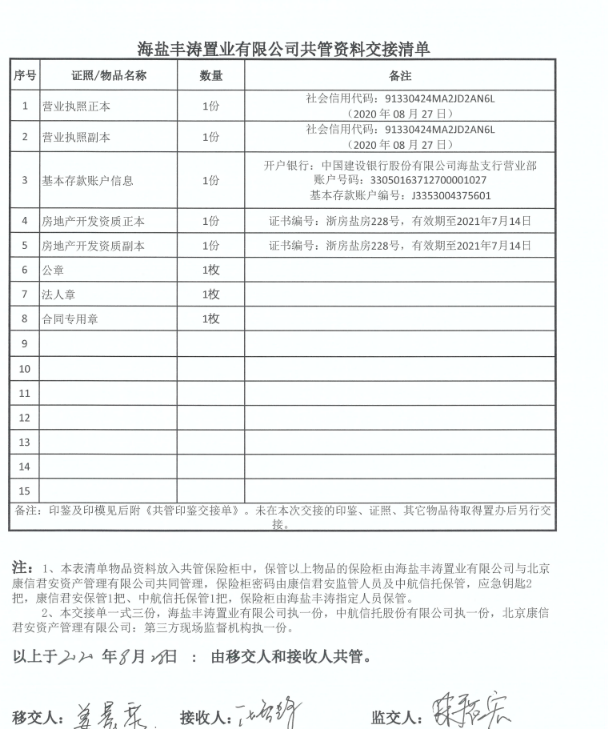 海盐丰涛置业有限公司共管资料交接清单
序号 证照/物品名称 数量 备注
1 营业执照正本 1份 社会信用代码：91330424MA2JD2AN6L
（2020 年 08 月 27 日）
2 营业执照副本 1份 社会信用代码：91330424MA2JD2AN6L
（2020 年 08 月 27 日）
3 基本存款账户信息 1份 开户银行：中国建设银行股份有限公司海盐支行营业部
账户号码：33050163712700001027
基本存款账户编号：J3353004375601
4 房地产开发资质正本 1份 证书编号：浙房盐房228号，有效期至2021年7月14日
5 房地产开发资质副本 1份 证书编号：浙房盐房228号，有效期至2021年7月14日
6 公章 1枚
7 法人章 1枚
8 合同专用章 1枚
9
10
11
12
13
14
15
备注：印鉴及印模见后附《共管印鉴交接单》。未在本次交接的印鉴、证照、其它物品待取得置办后另行交
接。
注：1、本表清单物品资料放入共管保险柜中，保管以上物品的保险柜由海盐丰涛置业有限公司与北京
康信君安资产管理有限公司共同管理，保险柜密码由康信君安监管人员及中航信托保管，应急钥匙2
把，康信君安保管1把、中航信托保管1把，保险柜由海盐丰涛指定人员保管。
2、本交接单一式三份，海盐丰涛置业有限公司执一份，中航信托股份有限公司执一份，北京康信
君安资产管理有限公司：第三方现场监督机构执一份。
以上于 年8月28日 ：由移交人和接收人共管。
移交人： 接收人： 监交人：